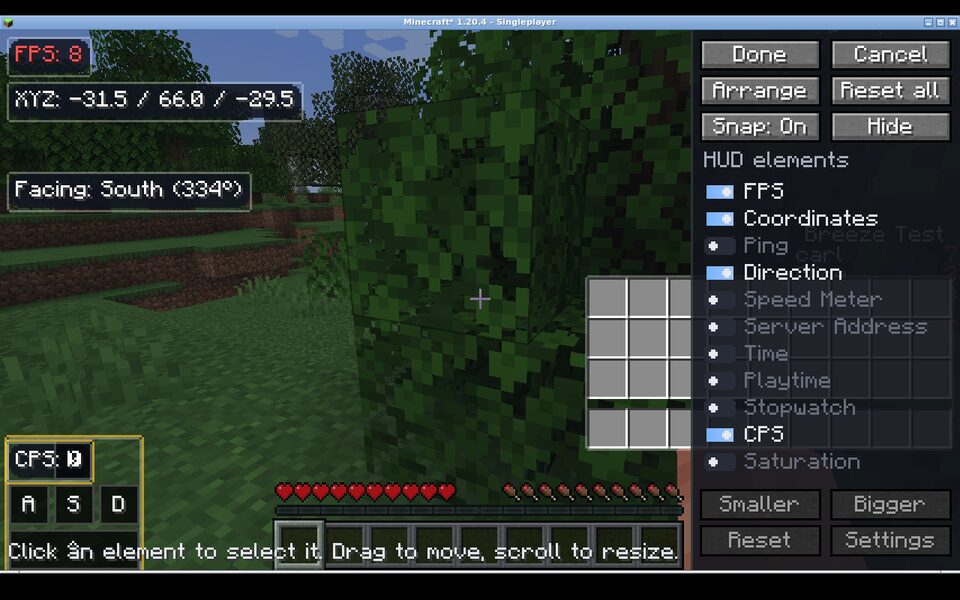 Minecraft* 1.20.4 - Singleplayer
FPS: 8
XYZ: -31.5 / 66.0 / -29.5
Facing: South (334°)
CPS: 0
A S D
Click an element to select it. Drag to move, scroll to resize.
Done Cancel
Arrange Reset all
Snap: On Hide
HUD elements
FPS
Coordinates
Ping
Breeze Test
carl
Direction
Speed Meter
Server Address
Time
Playtime
Stopwatch
CPS
Saturation
Smaller Bigger
Reset Settings